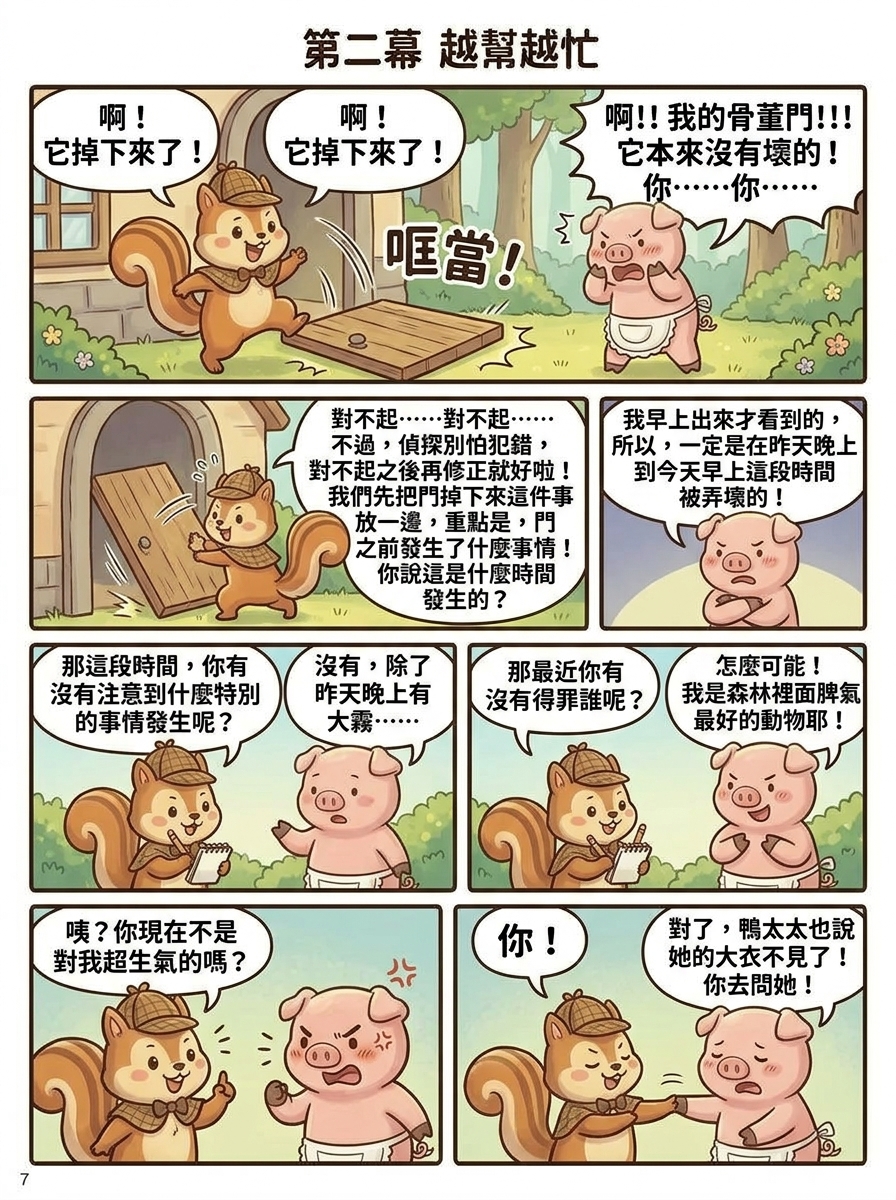 第二幕 越幫越忙
啊！
它掉下來了！
啊！
它掉下來了！
哐當！
啊!! 我的骨董門!!!
它本來沒有壞的！
你……你……
對不起……對不起……
不過，偵探別怕犯錯，
對不起之後再修正就好啦！
我們先把門掉下來這件事
放一邊，重點是，門
之前發生了什麼事情！
你說這是什麼時間
發生的？
我早上出來才看到的，
所以，一定是在昨天晚上
到今天早上這段時間
被弄壞的！
那這段時間，你有
沒有注意到什麼特別
的事情發生呢？
沒有，除了
昨天晚上有
大霧……
那最近你有
沒有得罪誰呢？
怎麼可能！
我是森林裡面脾氣
最好的動物耶！
咦？你現在不是
對我超生氣的嗎？
你！
對了，鴨太太也說
她的大衣不見了！
你去問她！
7